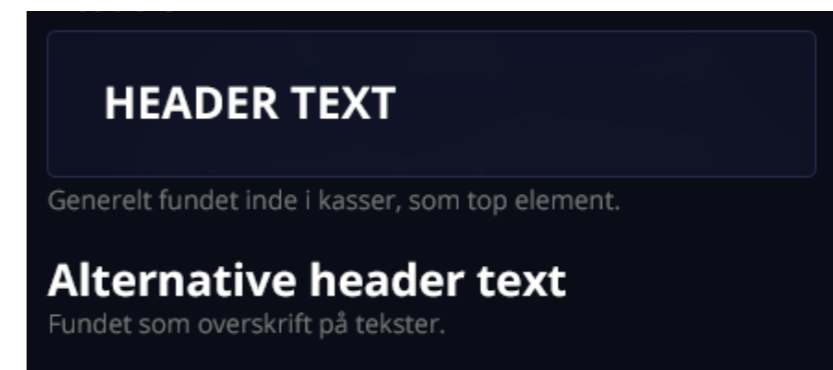 HEADER TEXT
Generelt fundet inde i kasser, som top element.
Alternative header text
Fundet som overskrift på tekster.